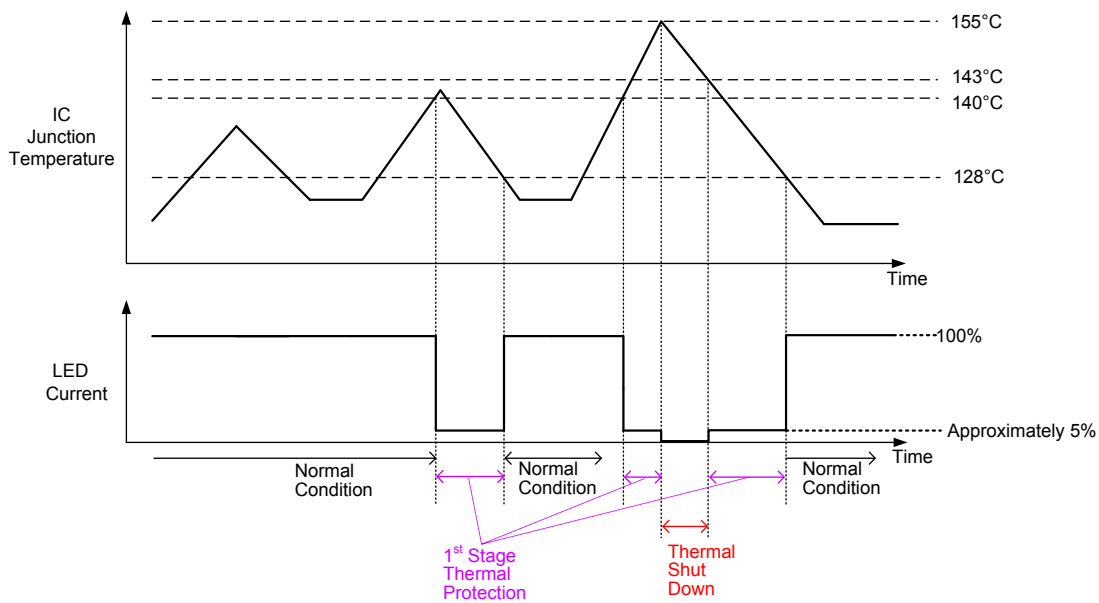 155°C
143°C
140°C
128°C
IC
Junction
Temperature
Time
LED
Current
100%
Approximately 5%
Time
Normal
Condition
Normal
Condition
Normal
Condition
1st Stage
Thermal
Protection
Thermal
Shut
Down